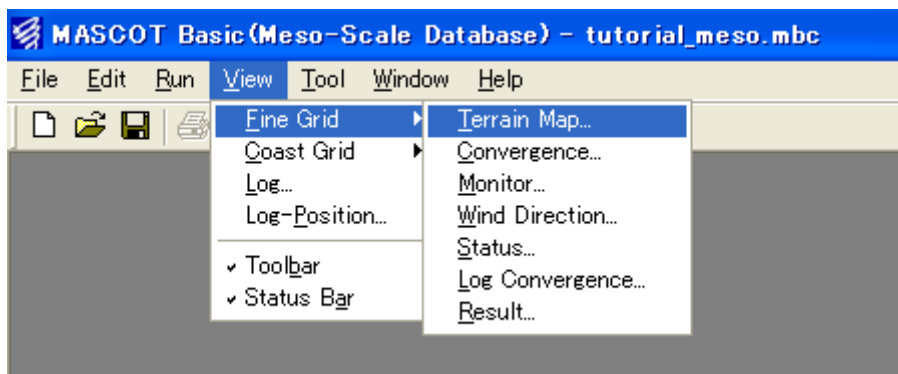 MASCOT Basic(Meso-Scale Database) - tutorial_meso.mbc
File Edit Run View Tool Window Help
Fine Grid
Coast Grid
Log...
Log-Position...
Toolbar
Status Bar
Terrain Map...
Convergence...
Monitor...
Wind Direction...
Status...
Log Convergence...
Result...